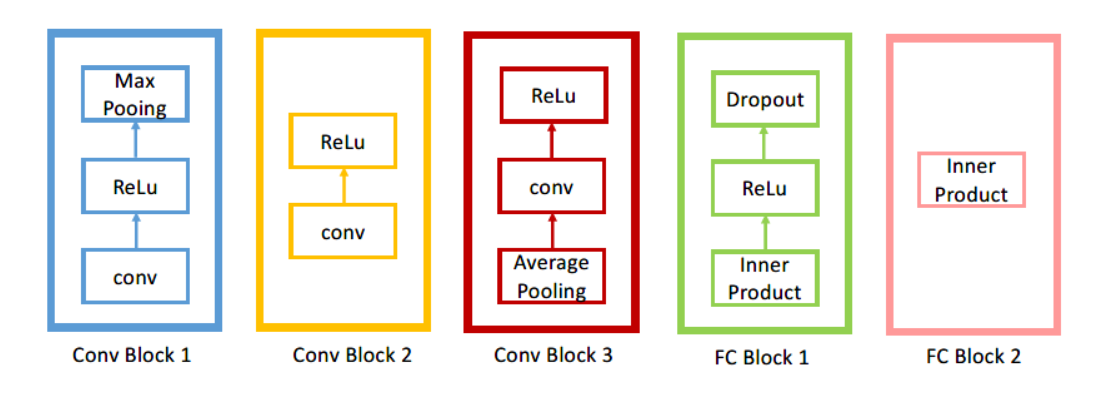 Max
Pooing
ReLu
conv
Conv Block 1
ReLu
conv
Conv Block 2
ReLu
conv
Average
Pooling
Conv Block 3
Dropout
ReLu
Inner
Product
FC Block 1
Inner
Product
FC Block 2